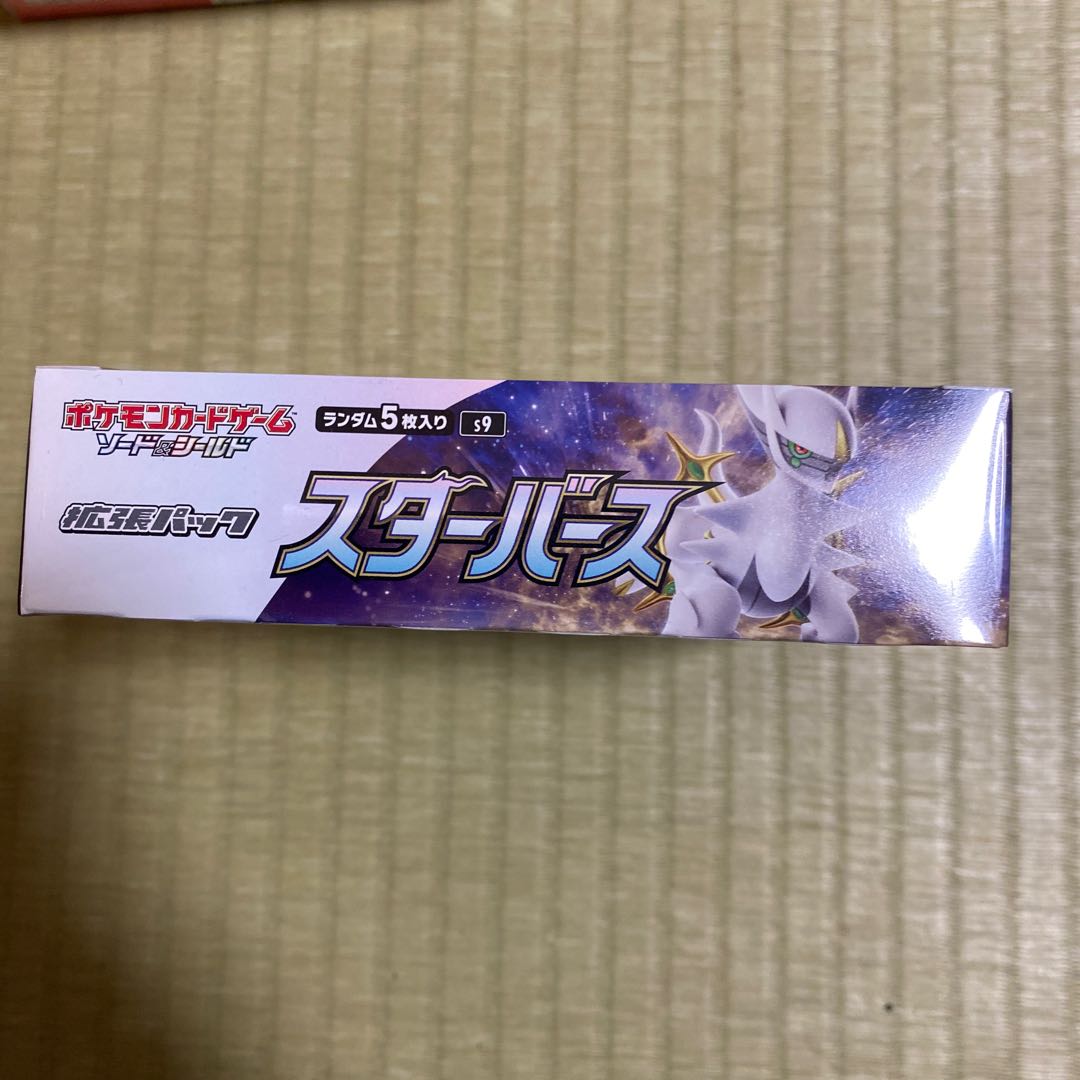 ポケモンカードゲーム
ソード&シールド
ランダム5枚入り s9
拡張パック
スターバース